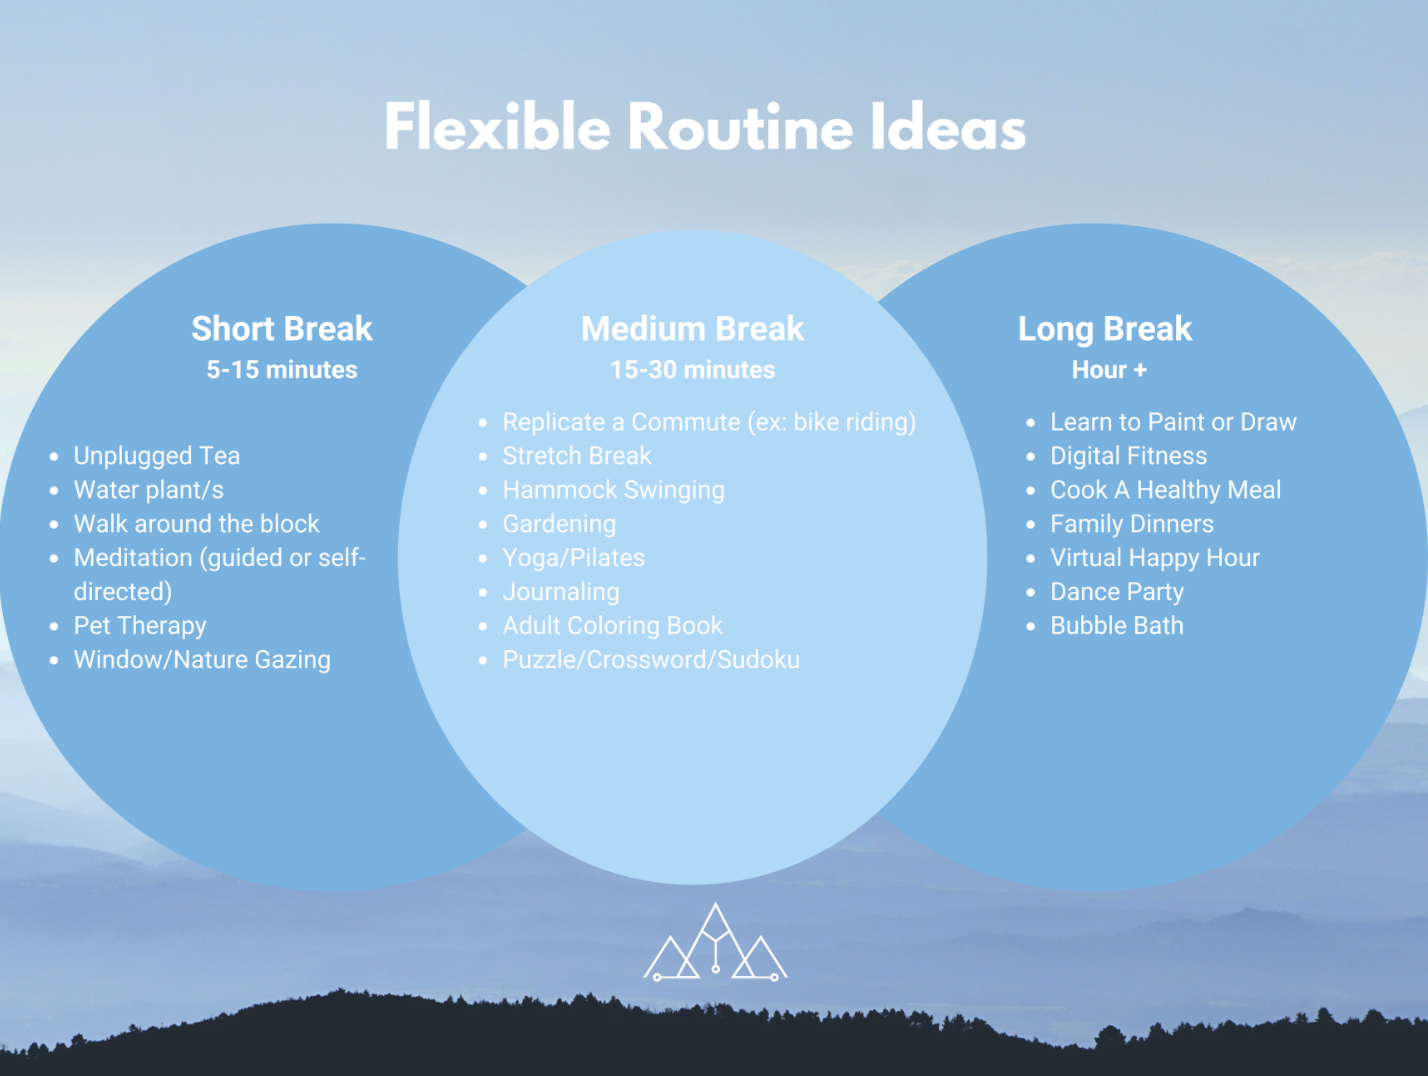 Flexible Routine Ideas
Short Break
5-15 minutes
• Unplugged Tea
• Water plant/s
• Walk around the block
• Meditation (guided or self-
directed)
• Pet Therapy
• Window/Nature Gazing
Medium Break
15-30 minutes
• Replicate a Commute (ex: bike riding)
• Stretch Break
• Hammock Swinging
• Gardening
• Yoga/Pilates
• Journaling
• Adult Coloring Book
• Puzzle/Crossword/Sudoku
Long Break
Hour +
• Learn to Paint or Draw
• Digital Fitness
• Cook A Healthy Meal
• Family Dinners
• Virtual Happy Hour
• Dance Party
• Bubble Bath